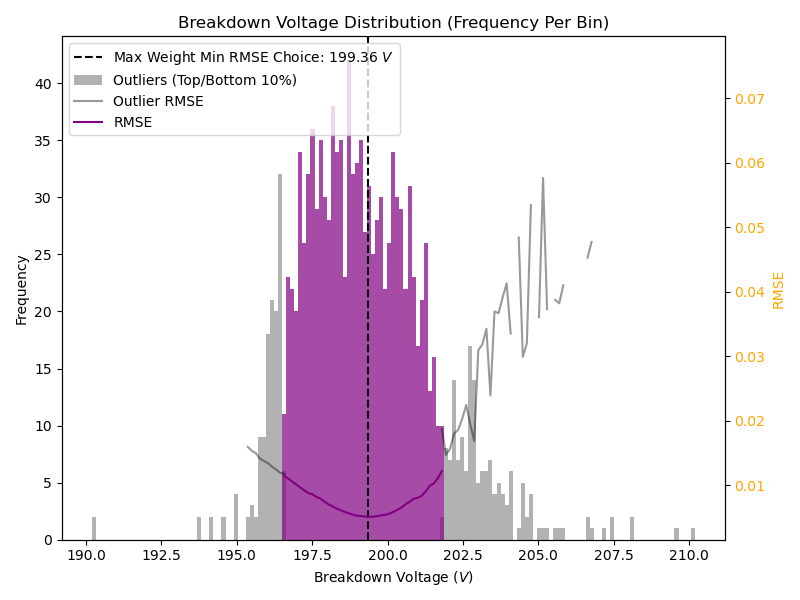 Breakdown Voltage Distribution (Frequency Per Bin)
Max Weight Min RMSE Choice: 199.36 V
Outliers (Top/Bottom 10%)
Outlier RMSE
RMSE
Frequency
40
35
30
25
20
15
10
5
0
0.07
0.06
0.05
0.04
0.03
0.02
0.01
RMSE
190.0 192.5 195.0 197.5 200.0 202.5 205.0 207.5 210.0
Breakdown Voltage (V)